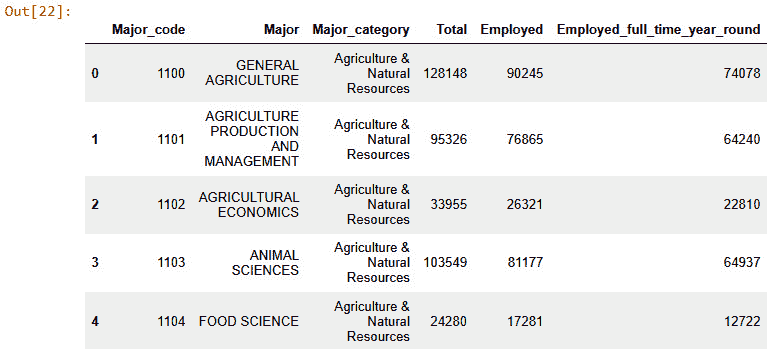 Out[22]:
Major_code Major Major_category Total Employed Employed_full_time_year_round
0 1100 GENERAL AGRICULTURE Agriculture & Natural Resources 128148 90245 74078
1 1101 AGRICULTURE PRODUCTION AND MANAGEMENT Agriculture & Natural Resources 95326 76865 64240
2 1102 AGRICULTURAL ECONOMICS Agriculture & Natural Resources 33955 26321 22810
3 1103 ANIMAL SCIENCES Agriculture & Natural Resources 103549 81177 64937
4 1104 FOOD SCIENCE Agriculture & Natural Resources 24280 17281 12722